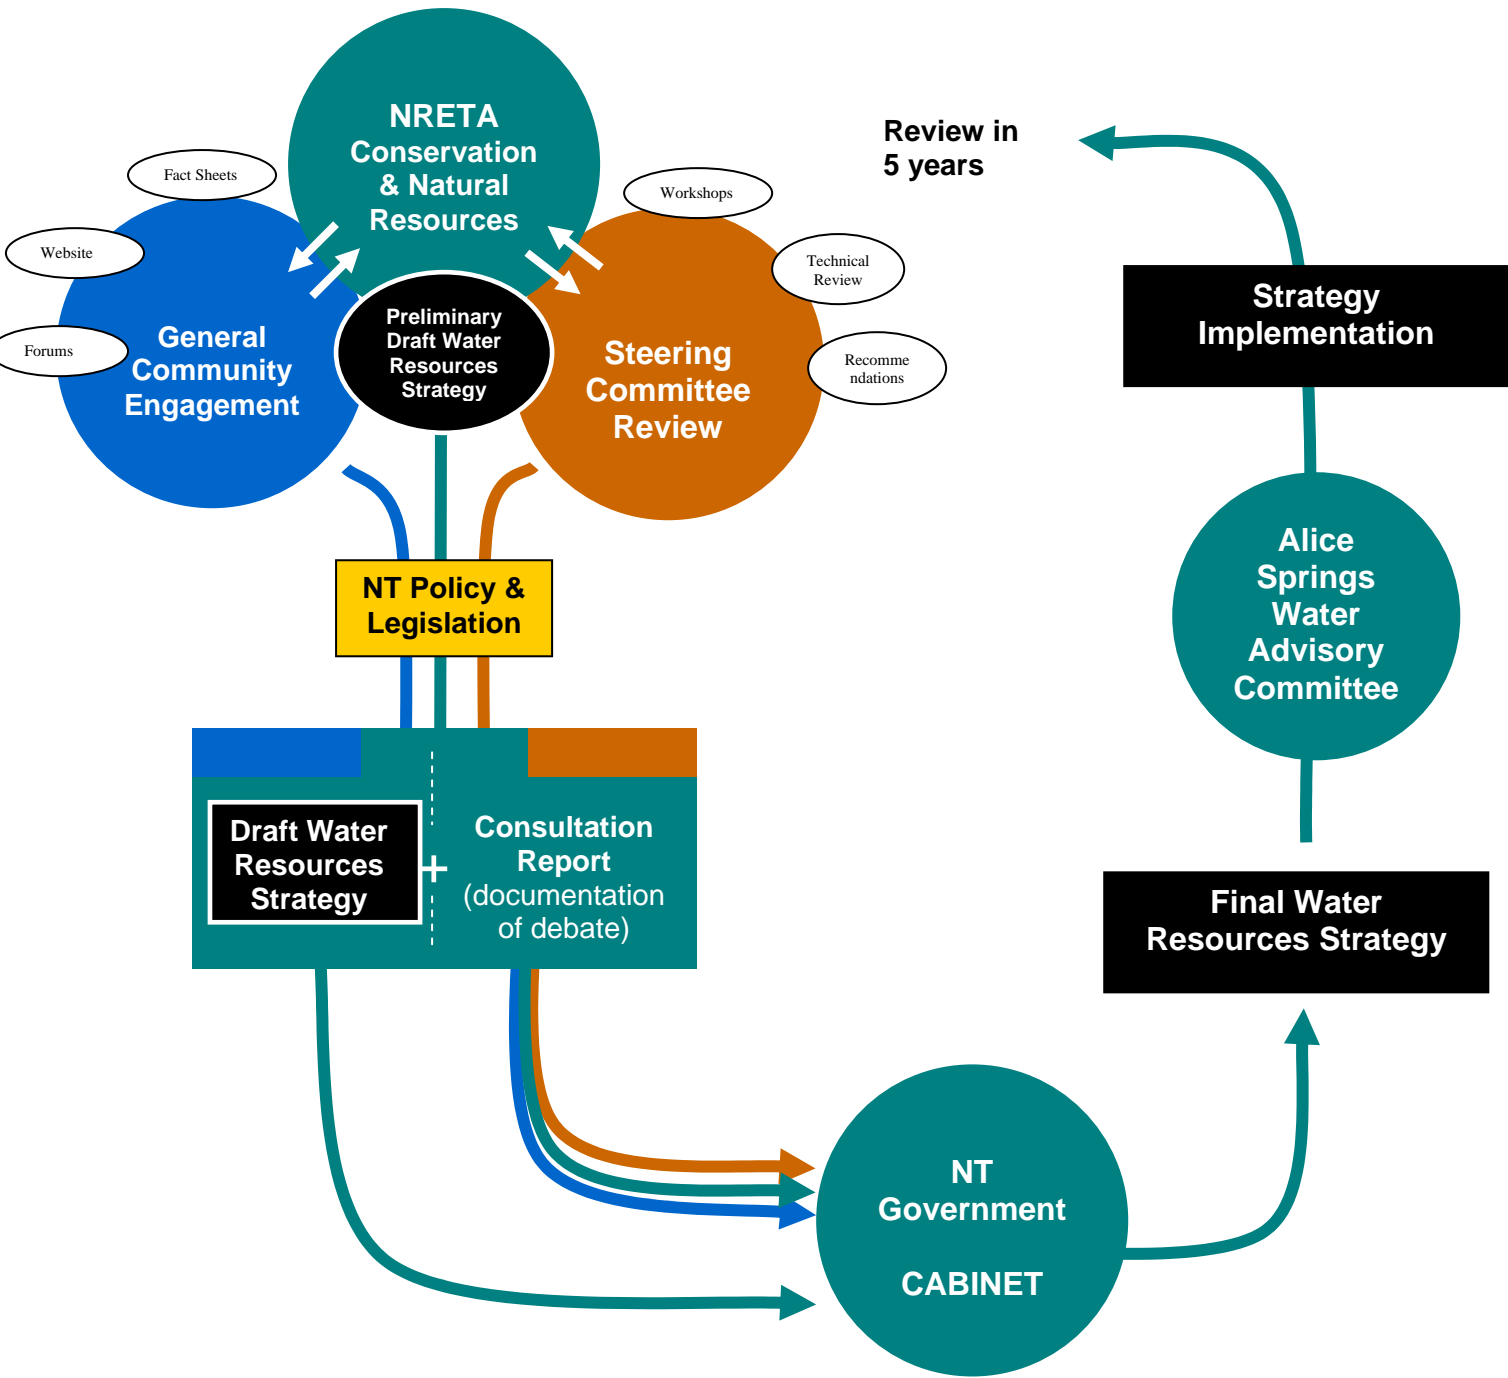 NRETA
Conservation
& Natural
Resources
Fact Sheets
Website
Forums
General
Community
Engagement
Preliminary
Draft Water
Resources
Strategy
Workshops
Technical
Review
Recomme
ndations
Steering
Committee
Review
NT Policy &
Legislation
Draft Water
Resources
Strategy
+
Consultation
Report
(documentation
of debate)
NT
Government
CABINET
Final Water
Resources Strategy
Alice
Springs
Water
Advisory
Committee
Strategy
Implementation
Review in
5 years